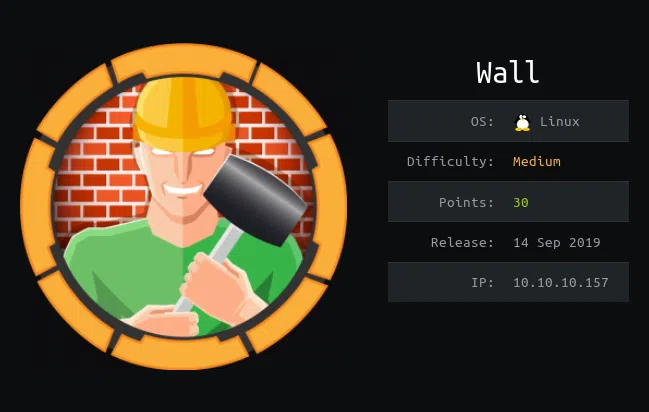 Wall
OS: Linux
Difficulty: Medium
Points: 30
Release: 14 Sep 2019
IP: 10.10.10.157